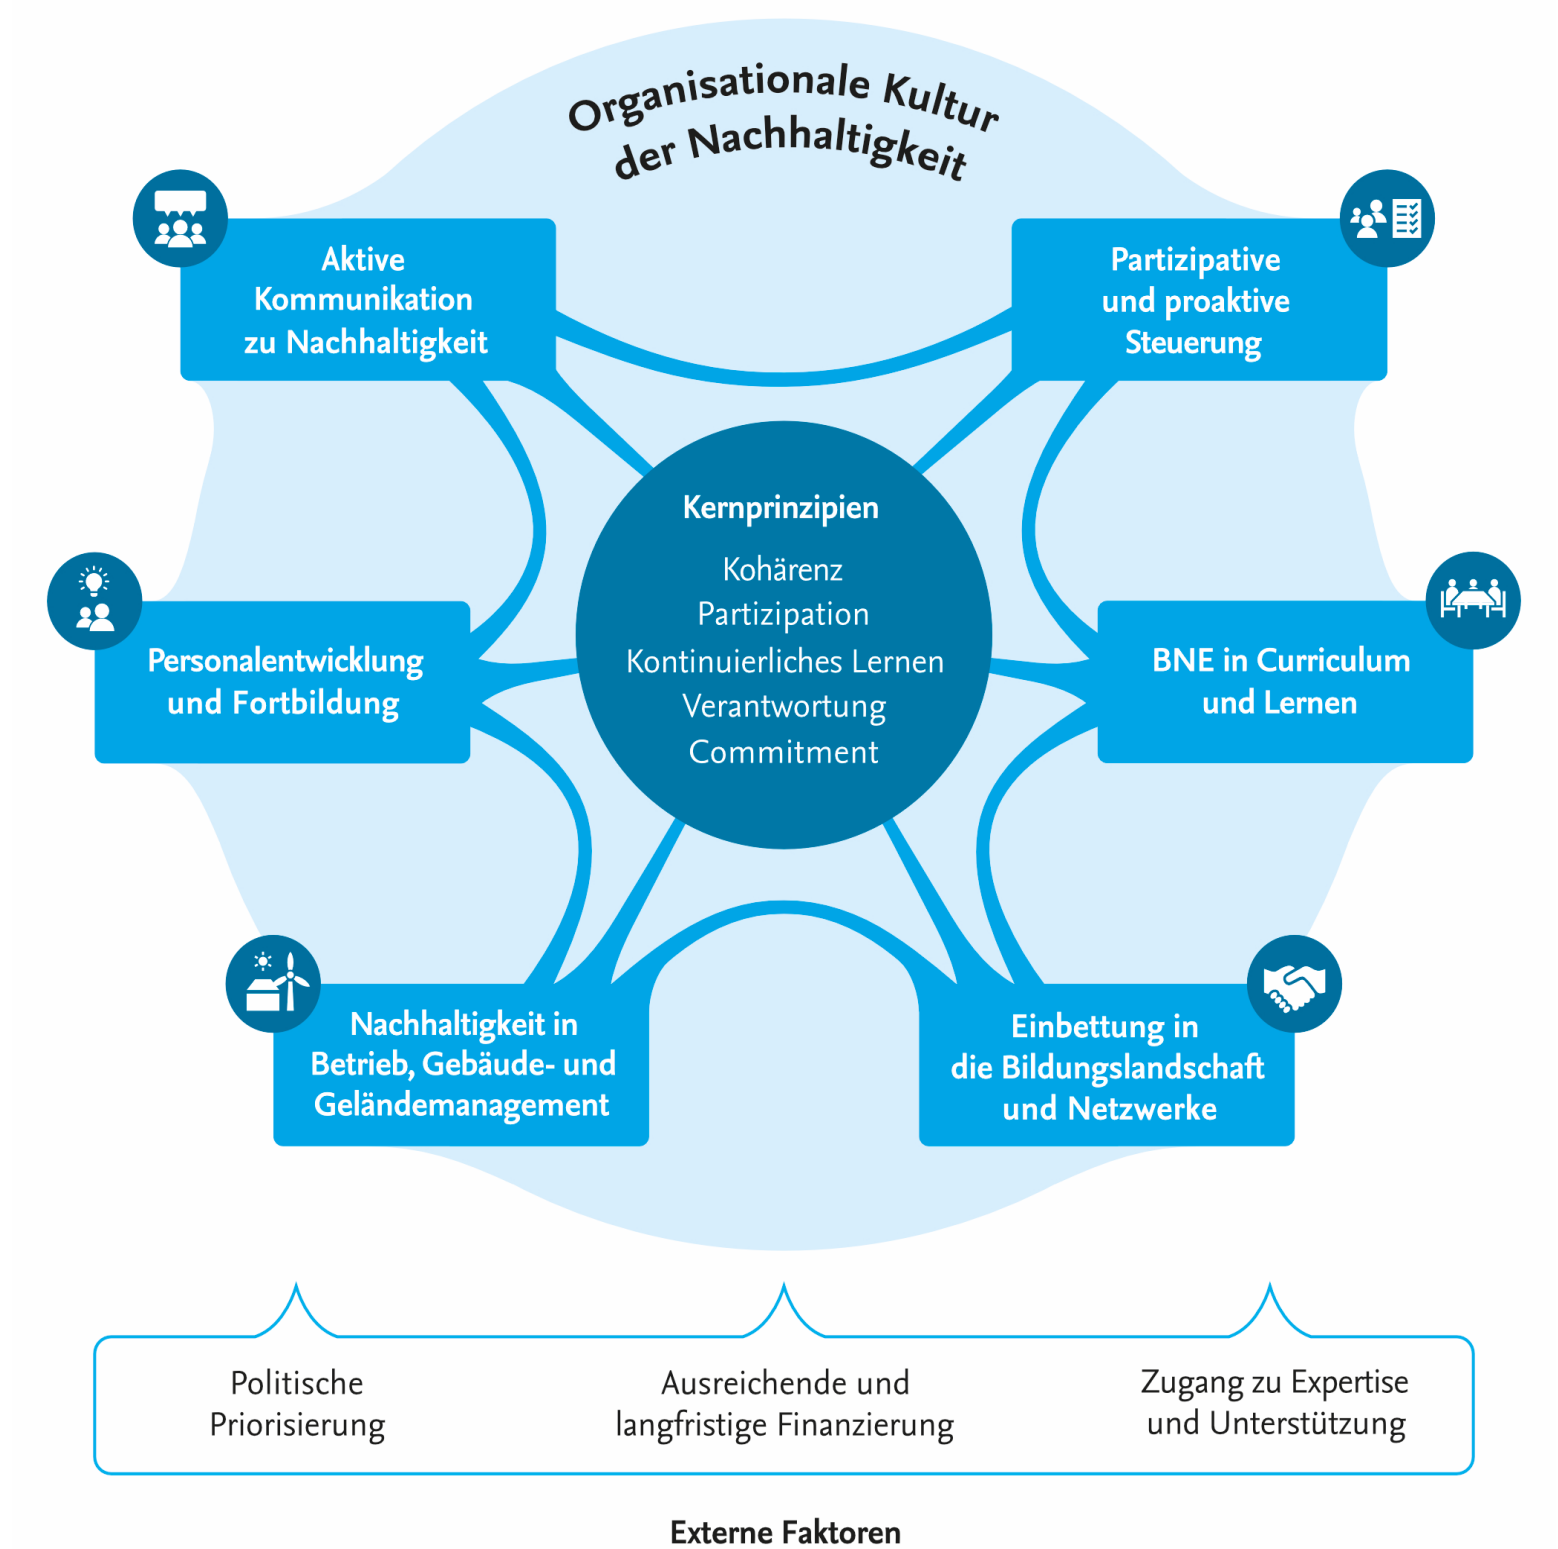 Organisationale Kultur
der Nachhaltigkeit
Aktive
Kommunikation
zu Nachhaltigkeit
Partizipative
und proaktive
Steuerung
Kernprinzipien
Kohärenz
Partizipation
Kontinuierliches Lernen
Verantwortung
Commitment
Personalentwicklung
und Fortbildung
BNE in Curriculum
und Lernen
Nachhaltigkeit in
Betrieb, Gebäude- und
Geländemanagement
Einbettung in
die Bildungslandschaft
und Netzwerke
Politische
Priorisierung
Ausreichende und
langfristige Finanzierung
Zugang zu Expertise
und Unterstützung
Externe Faktoren